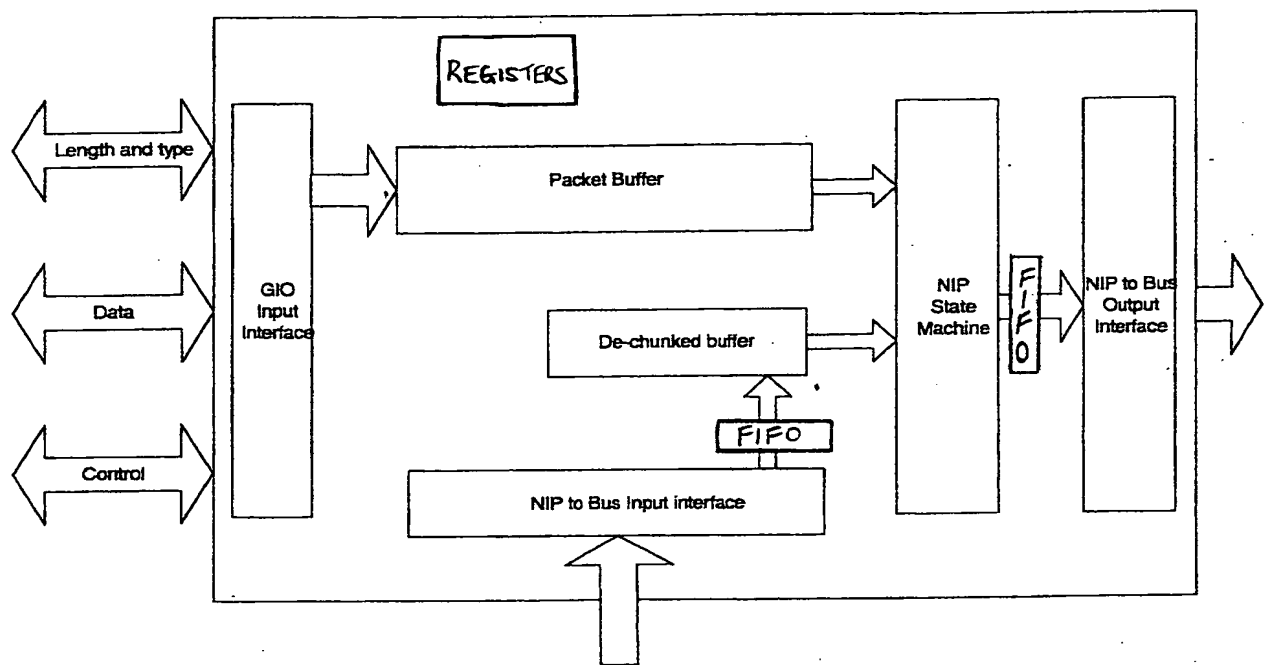 REGISTERS
Length and type
Packet Buffer
GIO
Input
Interface
Data
NIP
State
Machine
FIFO
NIP to Bus
Output
Interface
De-chunked buffer
FIFO
Control
NIP to Bus Input interface